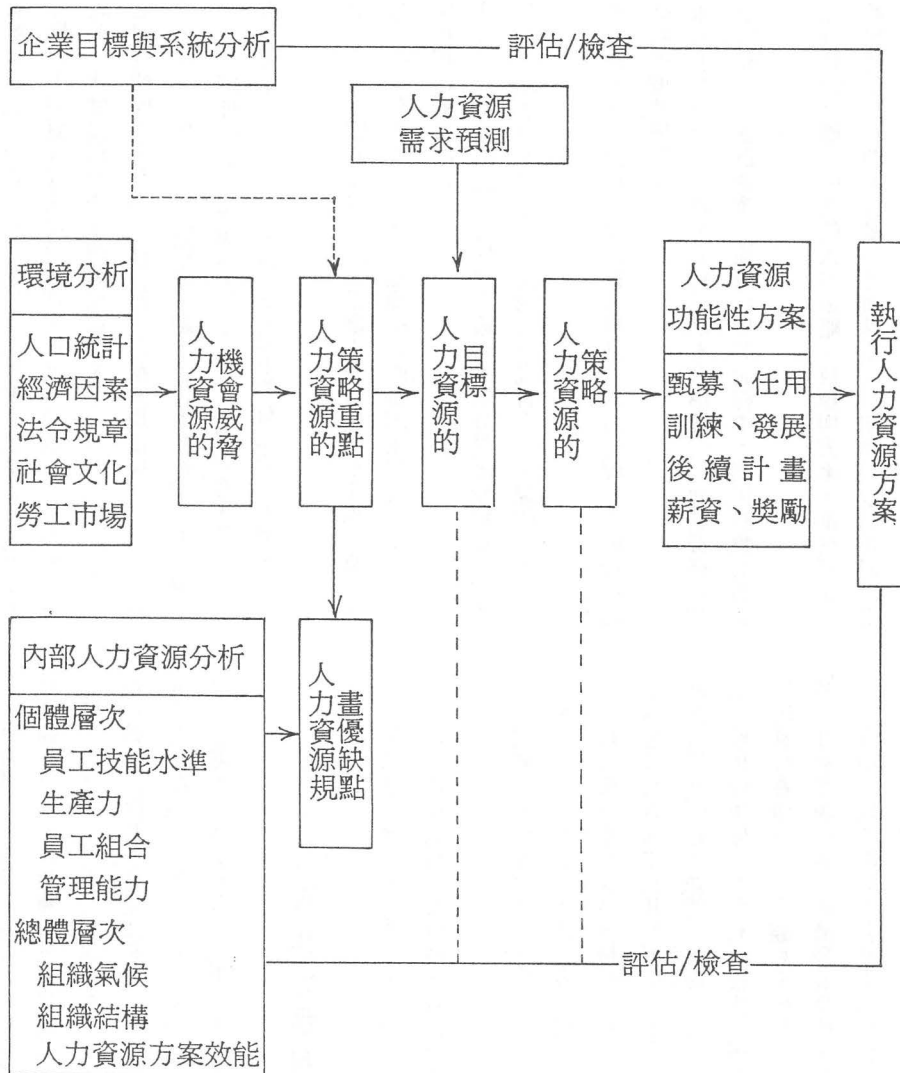 企業目標與系統分析
評估/檢查
人力資源
需求預測
環境分析
人口統計
經濟因素
法令規章
社會文化
勞工市場
人力資源的
機會威脅
人力資源的
策略重點
人力資源的
目標
人力資源的
策略
人力資源
功能性方案
甄募、任用
訓練、發展
後續計畫
薪資、獎勵
執行人力資源方案
內部人力資源分析
個體層次
員工技能水準
生產力
員工組合
管理能力
總體層次
組織氣候
組織結構
人力資源方案效能
人力資源規
畫優缺點
評估/檢查